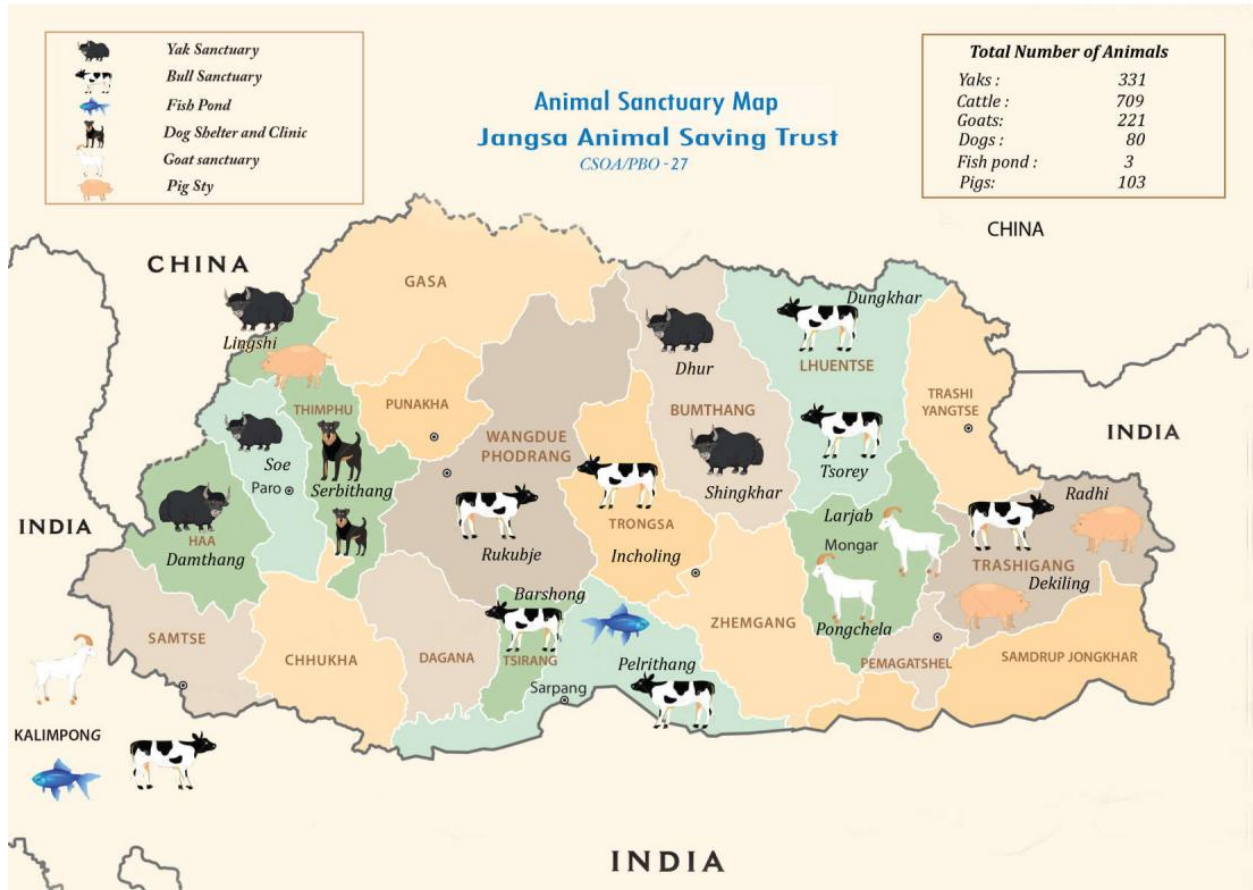 Yak Sanctuary
Bull Sanctuary
Fish Pond
Dog Shelter and Clinic
Goat sanctuary
Pig Sty
Animal Sanctuary Map
Jangsa Animal Saving Trust
CSOA/PBO - 27
Total Number of Animals
Yaks : 331
Cattle : 709
Goats: 221
Dogs : 80
Fish pond : 3
Pigs: 103
CHINA
CHINA
GASA
Lingshi
Dungkhar
Dhur
LHUENTSE
THIMPHU
PUNAKHA
BUMTHANG
TRASHI
YANGTSE
WANGDUE
PHODRANG
INDIA
Soe
Tsorey
Paro
Serbithang
Shingkhar
Radhi
INDIA
TRONGSA
Larjab
HAA
Mongar
Damthang
Rukubje
Incholing
TRASHIGANG
Dekiling
Barshong
SAMTSE
ZHEMGANG
Pongchela
CHHUKHA
DAGANA
TSIRANG
Pelrithang
PEMAGATSHEL
SAMDRUP JONGKHAR
Sarpang
KALIMPONG
INDIA